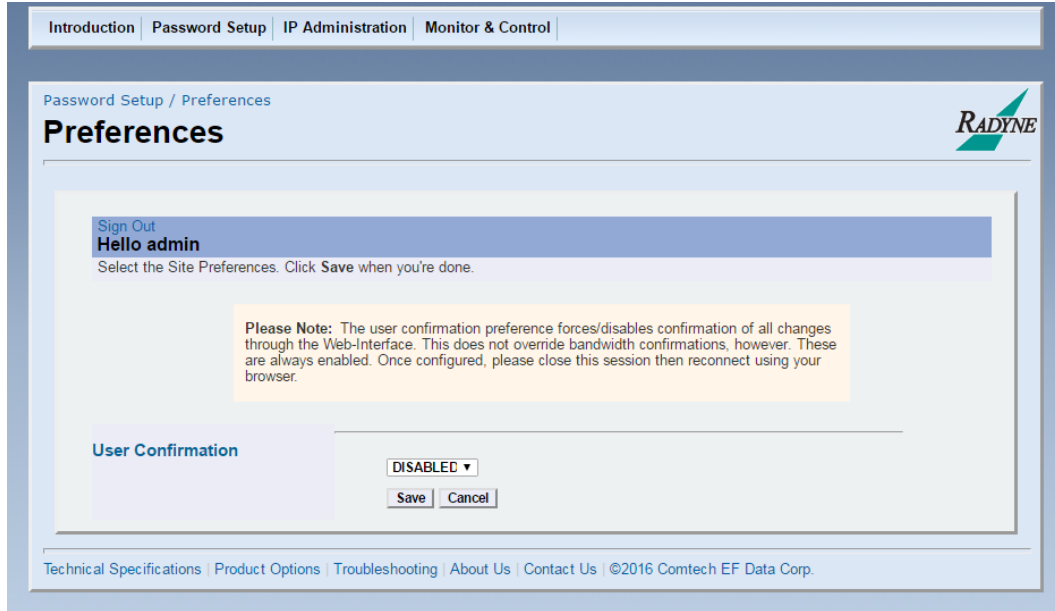 Introduction | Password Setup | IP Administration | Monitor & Control
Password Setup / Preferences
Preferences
RADYNE
Sign Out
Hello admin
Select the Site Preferences. Click Save when you're done.
Please Note: The user confirmation preference forces/disables confirmation of all changes
through the Web-Interface. This does not override bandwidth confirmations, however. These
are always enabled. Once configured, please close this session then reconnect using your
browser.
User Confirmation
DISABLED
Save Cancel
Technical Specifications | Product Options | Troubleshooting | About Us | Contact Us | ©2016 Comtech EF Data Corp.